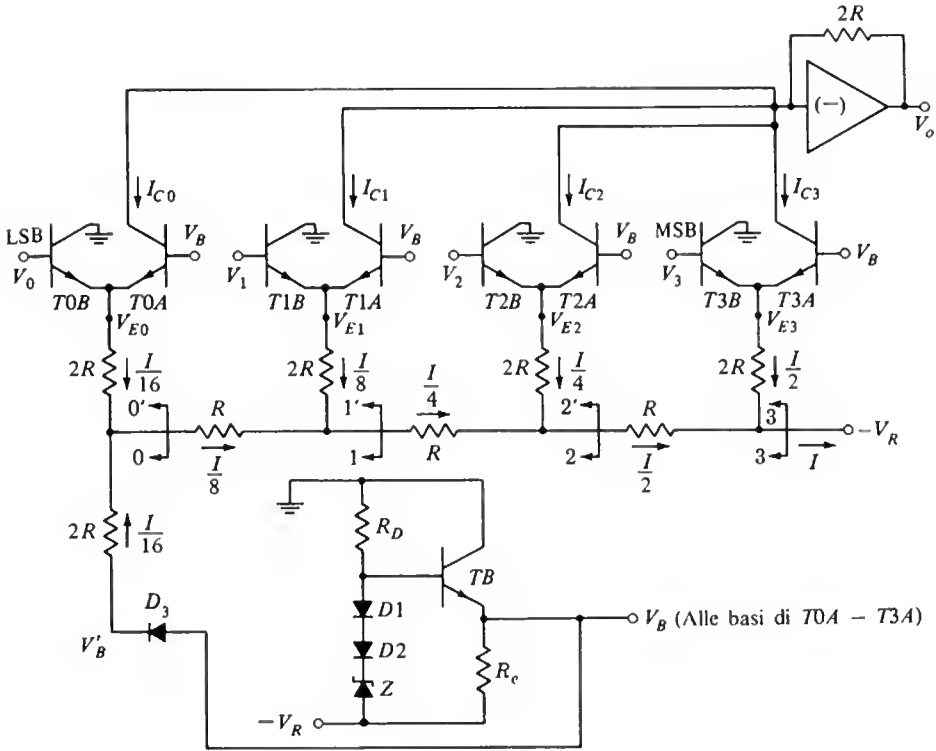 2R
(−)
V_o
I_C0
I_C1
I_C2
I_C3
LSB
V_B
V_B
V_B
MSB
V_B
V_0
V_1
V_2
V_3
T0B
T0A
T1B
T1A
T2B
T2A
T3B
T3A
V_E0
V_E1
V_E2
V_E3
2R
I/16
2R
I/8
2R
I/4
2R
I/2
0'
R
1'
I/4
2'
R
3
−V_R
0
I/8
1
R
2
I/2
3
I
2R
I/16
R_D
TB
D_3
D1
V_B (Alle basi di T0A − T3A)
V'_B
D2
R_e
Z
−V_R